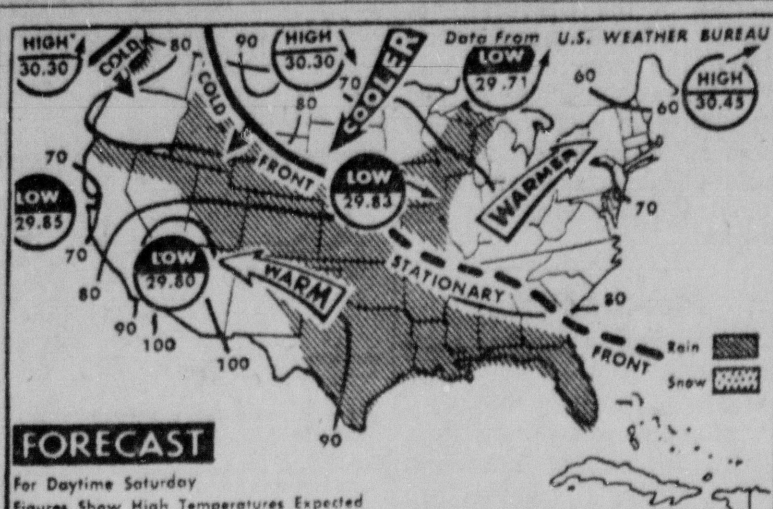 Data From U.S. WEATHER BUREAU
HIGH
30.30
COLD
80
90
HIGH
30.30
COOLER
LOW
29.71
HIGH
30.45
60
60
70
80
COLD
FRONT
70
LOW
29.83
WARMER
70
LOW
29.85
70
LOW
29.80
WARM
STATIONARY
FRONT
80
80
90
100
100
90
Rain
Snow
FORECAST
For Daytime Saturday
Figures Show High Temperatures Expected